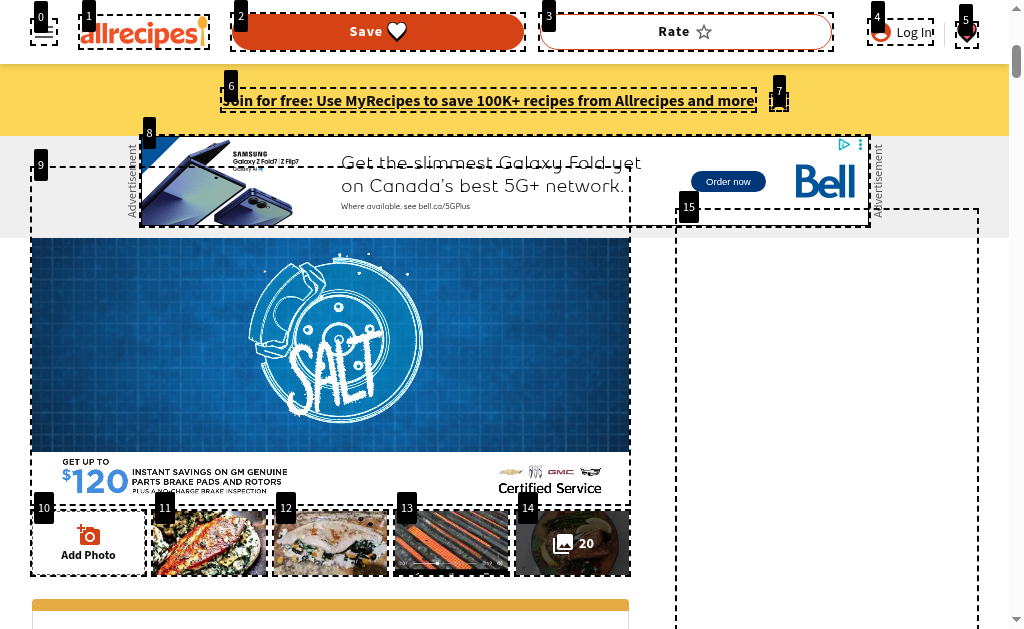 0
1
2
3
4
5
allrecipes
Save
Rate
Log In
6
7
Join for free: Use MyRecipes to save 100K+ recipes from Allrecipes and more
8
9
Advertisement
SAMSUNG
Galaxy Z Fold7 | Z Flip7
Galaxy AI
Get the slimmest Galaxy Fold yet
on Canada's best 5G+ network.
Where available, see bell.ca/5GPlus
Order now
Bell
Advertisement
15
SALT
GET UP TO
$120
INSTANT SAVINGS ON GM GENUINE
PARTS BRAKE PADS AND ROTORS
PLUS A NO-CHARGE BRAKE INSPECTION
GMC
Certified Service
10
11
12
13
14
Add Photo
20